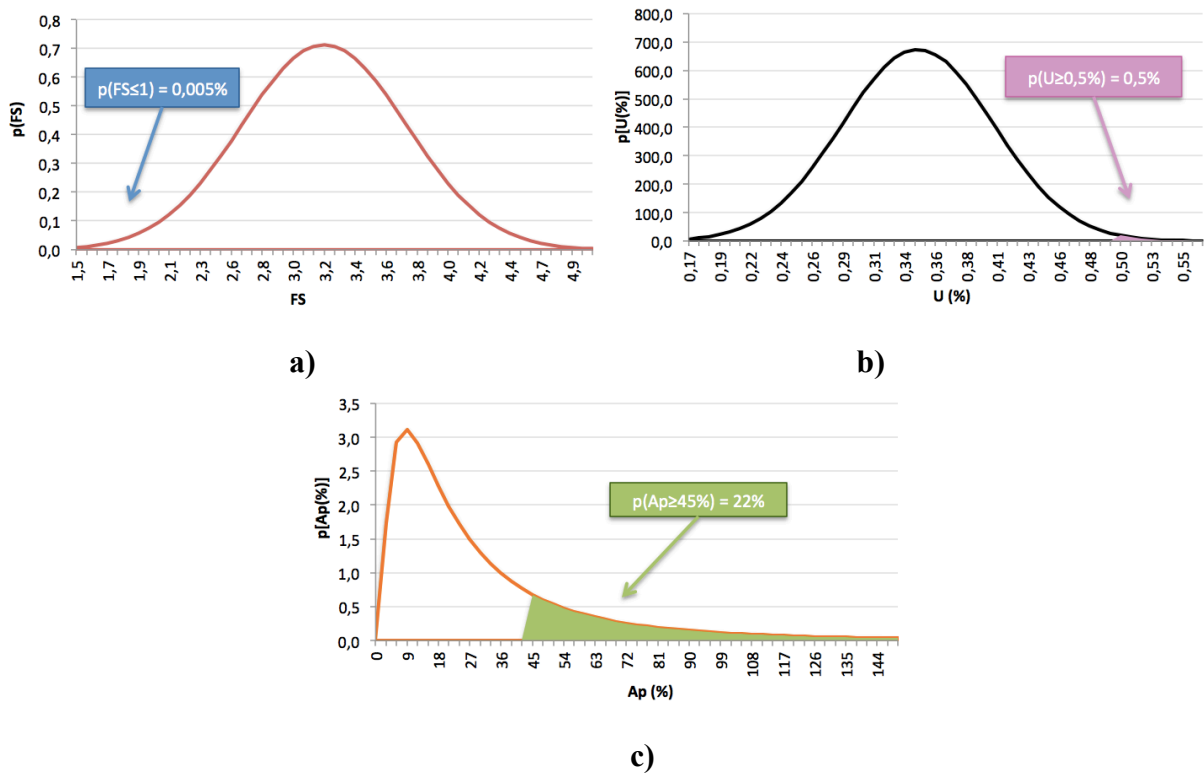 0,8
0,7
0,6
0,5
0,4
0,3
0,2
0,1
0,0
p(FS)
p(FS≤1) = 0,005%
1,5 1,7 1,9 2,1 2,3 2,6 2,8 3,0 3,2 3,4 3,6 3,8 4,0 4,2 4,5 4,7 4,9
FS
a)
800,0
700,0
600,0
500,0
400,0
300,0
200,0
100,0
0,0
p[U(%)]
p(U≥0,5%) = 0,5%
0,17 0,19 0,22 0,24 0,26 0,29 0,31 0,34 0,36 0,38 0,41 0,43 0,46 0,48 0,50 0,53 0,55
U (%)
b)
3,5
3,0
2,5
2,0
1,5
1,0
0,5
0,0
p[Ap(%)]
p(Ap≥45%) = 22%
0 9 18 27 36 45 54 63 72 81 90 99 108 117 126 135 144
Ap (%)
c)